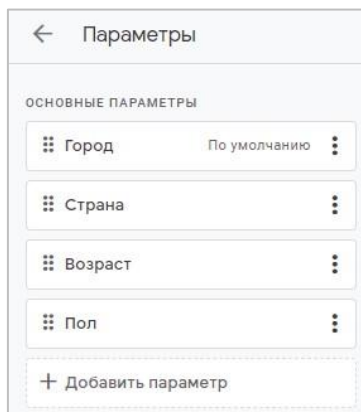 Параметры
ОСНОВНЫЕ ПАРАМЕТРЫ
Город По умолчанию
Страна
Возраст
Пол
+ Добавить параметр